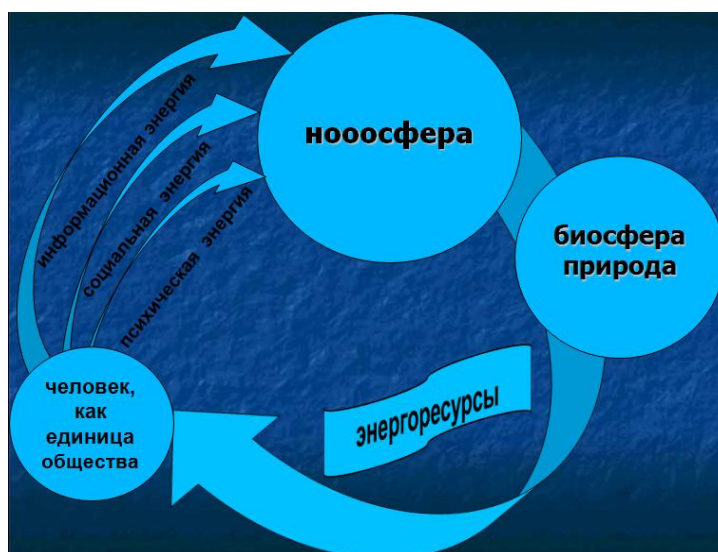 нооосфера
биосфера
природа
информационная энергия
социальная энергия
психическая энергия
человек,
как
единица
общества
энергоресурсы